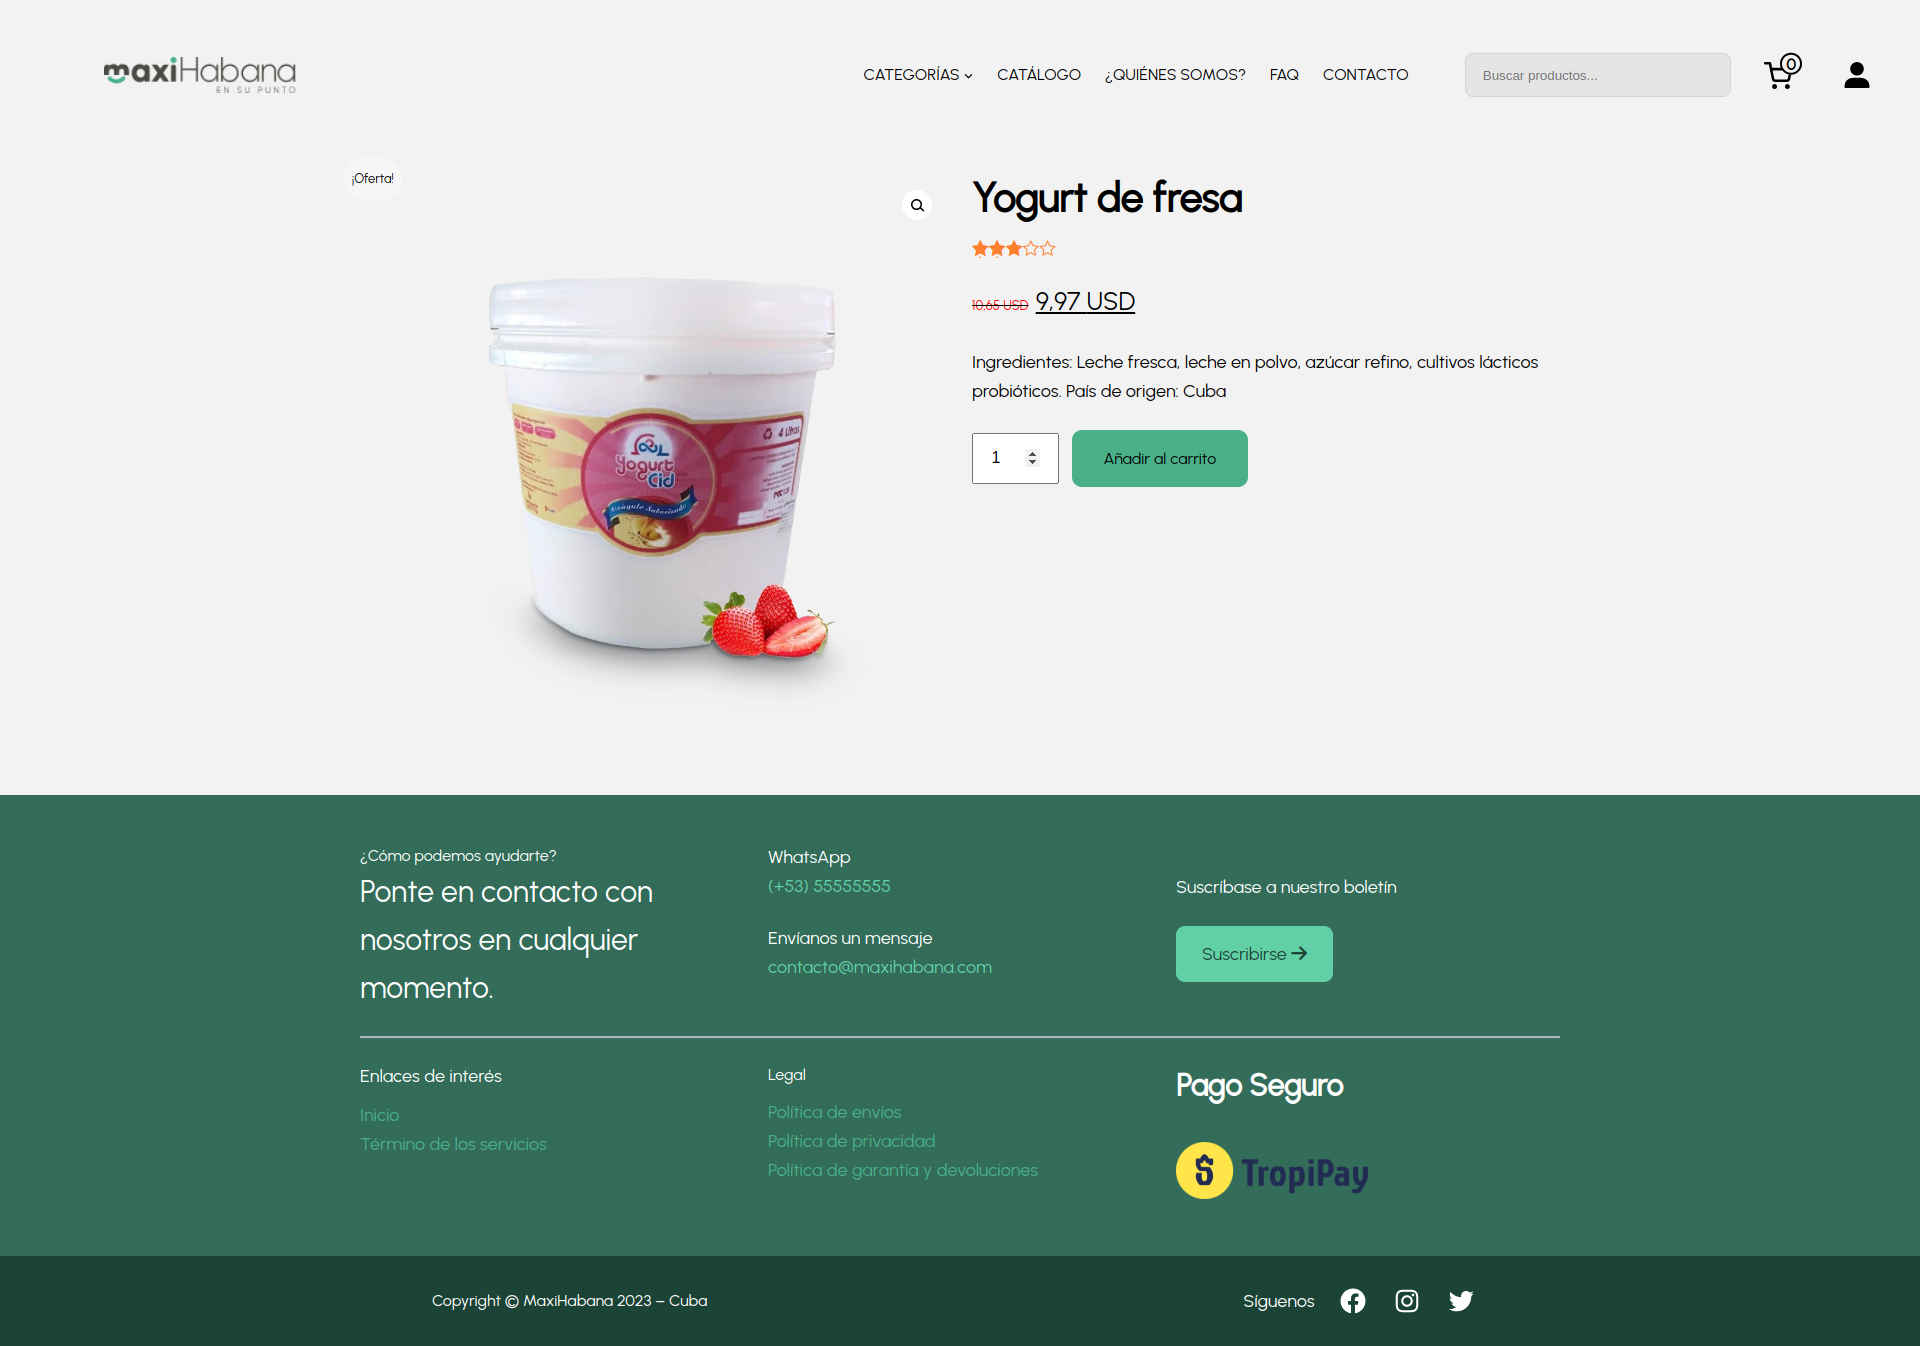 maxiHabana
EN SU PUNTO
CATEGORÍAS
CATÁLOGO
¿QUIÉNES SOMOS?
FAQ
CONTACTO
Buscar productos...
0
¡Oferta!
Yogurt de fresa
10,65 USD 9,97 USD
Ingredientes: Leche fresca, leche en polvo, azúcar refino, cultivos lácticos
probióticos. País de origen: Cuba
1
Añadir al carrito
4 Litros
Yogurt
Cid
Coágulo Saborizado
¿Cómo podemos ayudarte?
Ponte en contacto con
nosotros en cualquier
momento.
WhatsApp
(+53) 55555555
Envíanos un mensaje
contacto@maxihabana.com
Suscríbase a nuestro boletín
Suscribirse
Enlaces de interés
Inicio
Término de los servicios
Legal
Política de envíos
Política de privacidad
Política de garantía y devoluciones
Pago Seguro
TropiPay
Copyright © MaxiHabana 2023 – Cuba
Síguenos